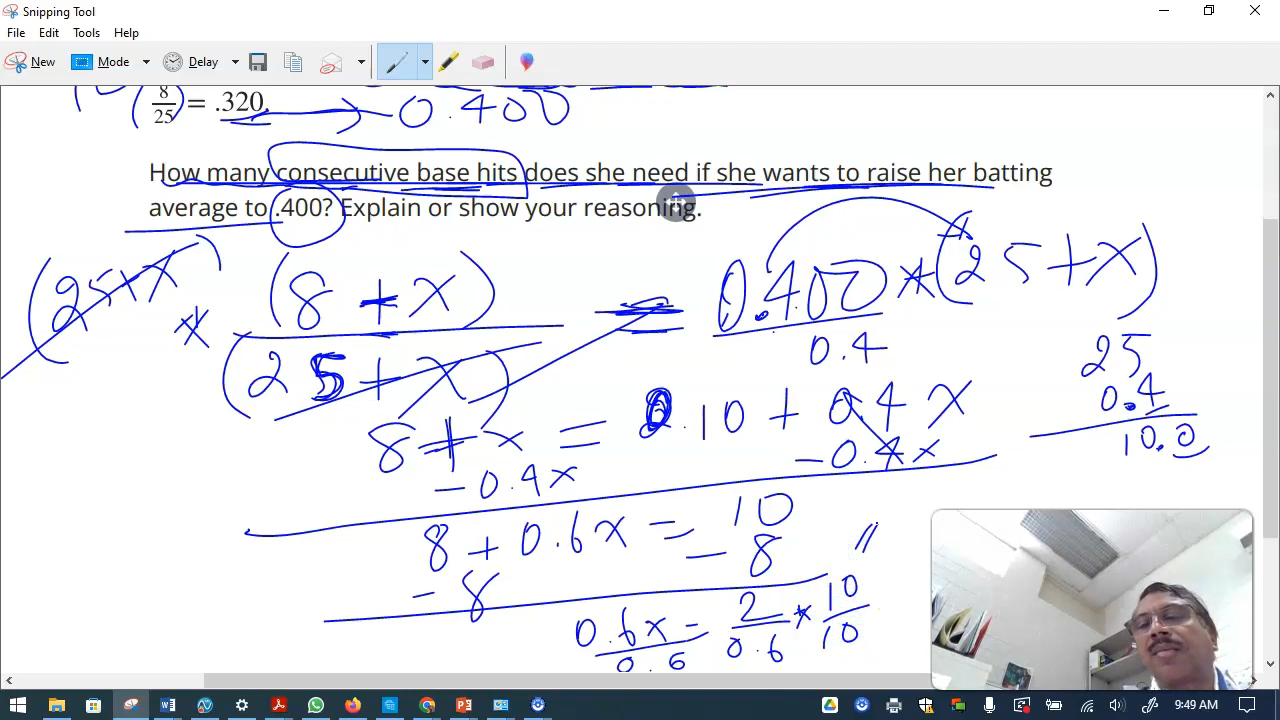 Snipping Tool
File Edit Tools Help
New Mode Delay
8/25 = .320. 0.400
How many consecutive base hits does she need if she wants to raise her batting
average to .400? Explain or show your reasoning.
(25+x) * (8 + x) / (25 + x) = 0.400 * (25 + x)
0.4
25
0.4
10.0
8 + x = 10 + 0.4x
- 0.4x - 0.4x
8 + 0.6x = 10
- 8 - 8
0.6x / 0.6 = 2 / 0.6 * 10 / 10
9:49 AM